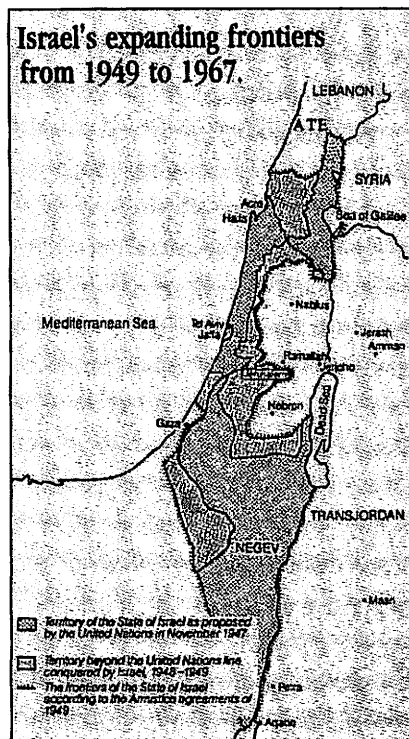 Israel's expanding frontiers
from 1949 to 1967.
LEBANON
A T E
SYRIA
Acre
Haifa
Sea of Galilee
Nablus
Mediterranean Sea
Tel Aviv
Jaffa
Jerash
Amman
Ramallah
Jericho
Hebron
Dead Sea
Gaza
TRANSJORDAN
NEGEV
Maan
Territory of the State of Israel as proposed
by the United Nations in November 1947
Territory beyond the United Nations line
conquered by Israel, 1948-1949
The frontiers of the State of Israel
according to the Armistice agreements of
1949
Petra
Aqaba